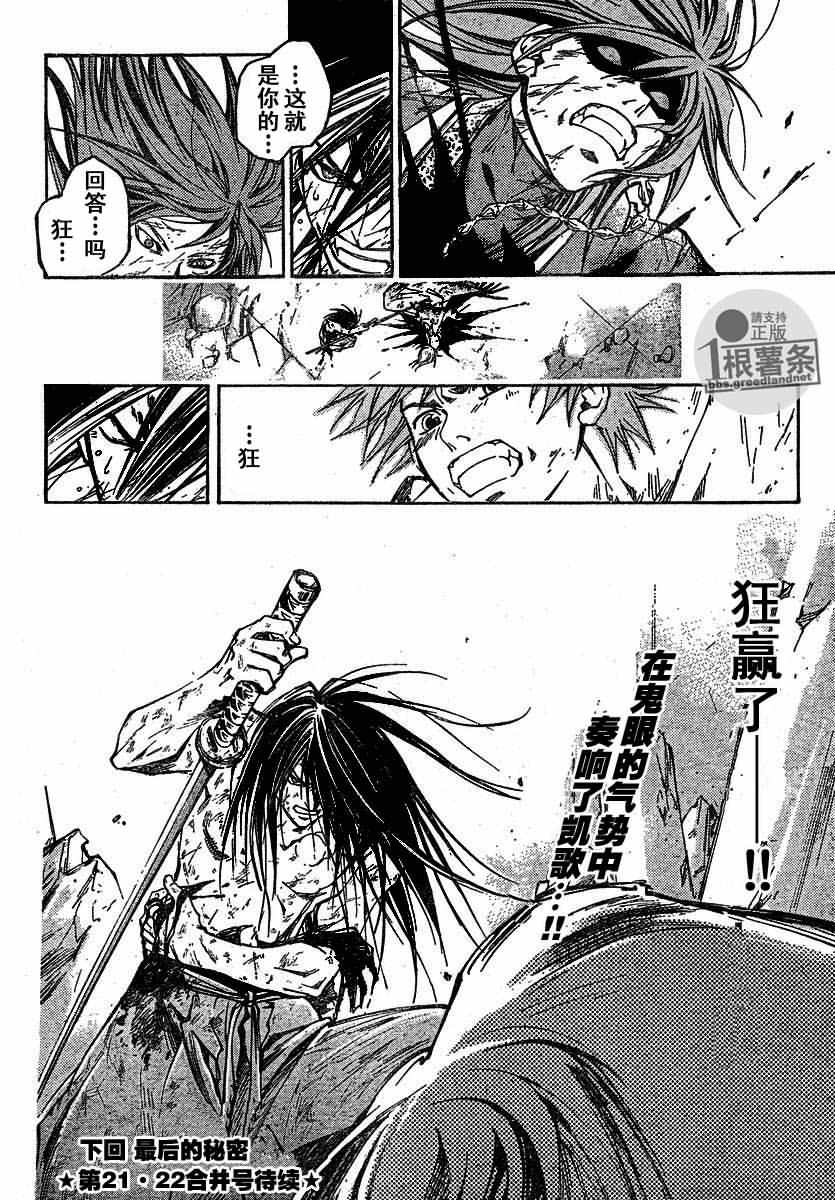 …这就
是你的…
回答…吗
狂…
請支持
正版
1根薯条
bbs.greedland.net
…狂
狂赢了——!!
在鬼眼的气势中
奏响了凯歌…!!
下回 最后的秘密
★第21·22合并号待续★